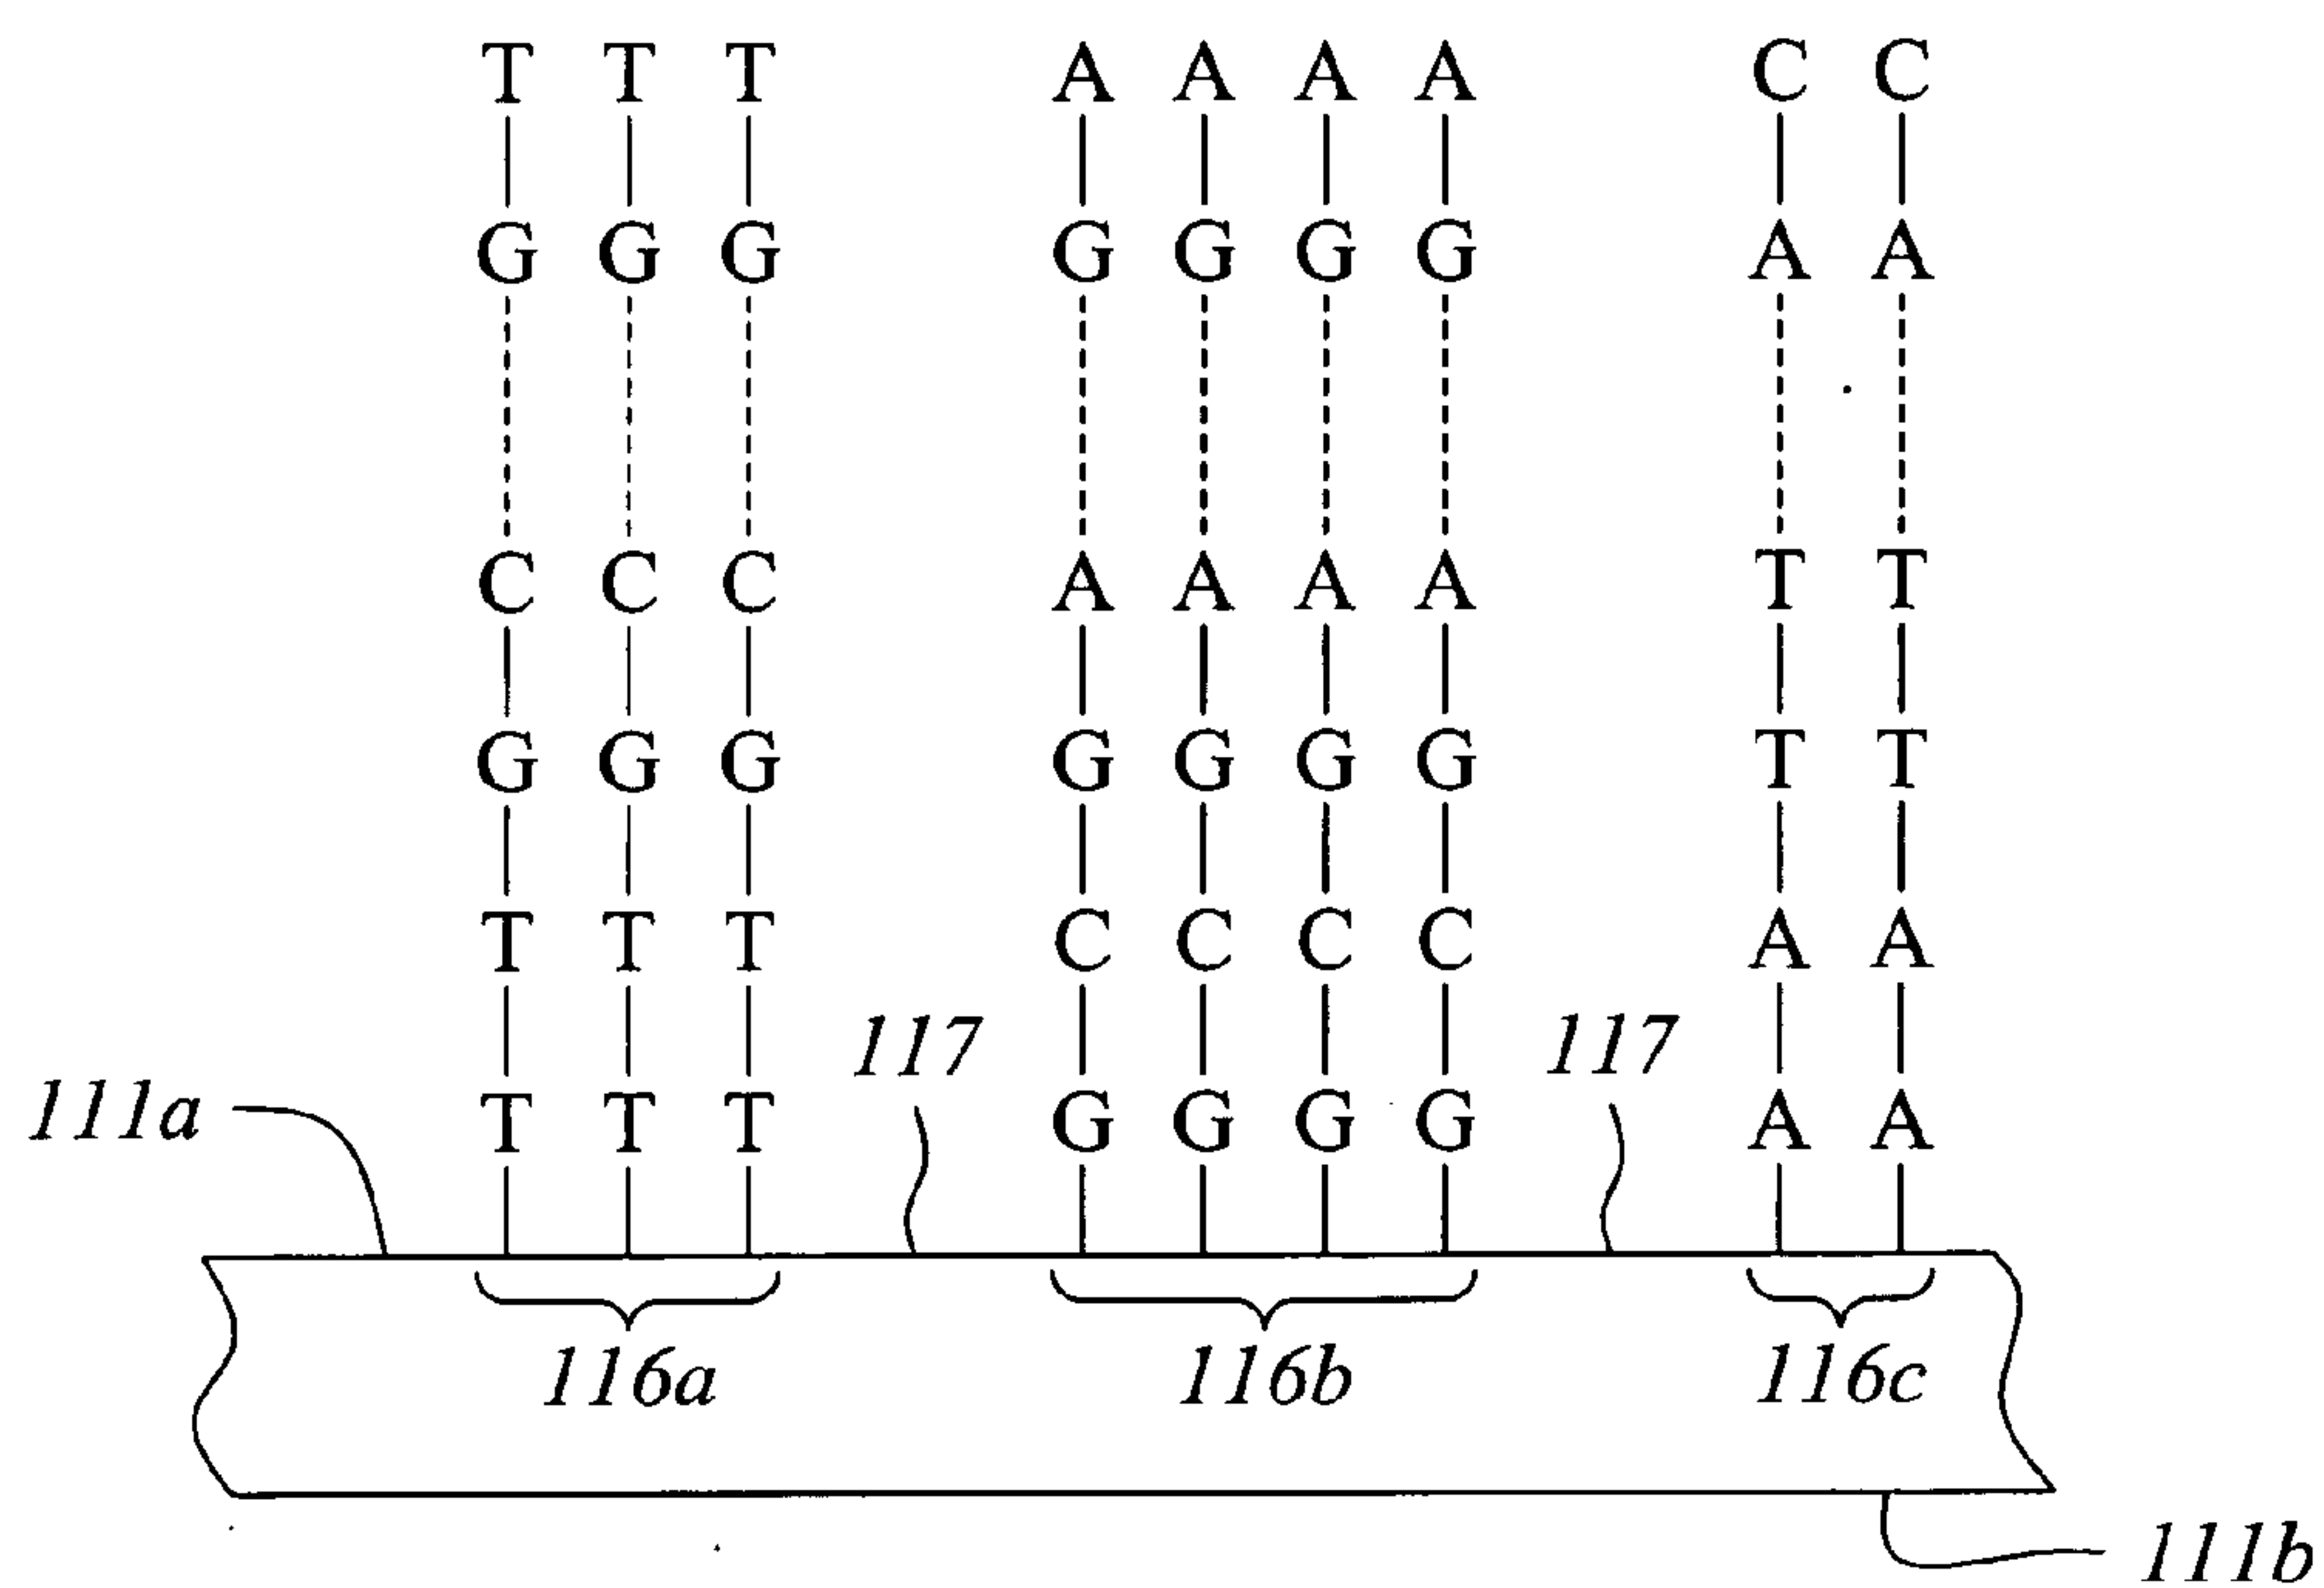 T T T A A A A C C
G G G G G G G A A
C C C A A A A T T
G G G G G G G T T
T T T C C C C A A
117 117
111a T T T G G G G A A
116a 116b 116c
111b